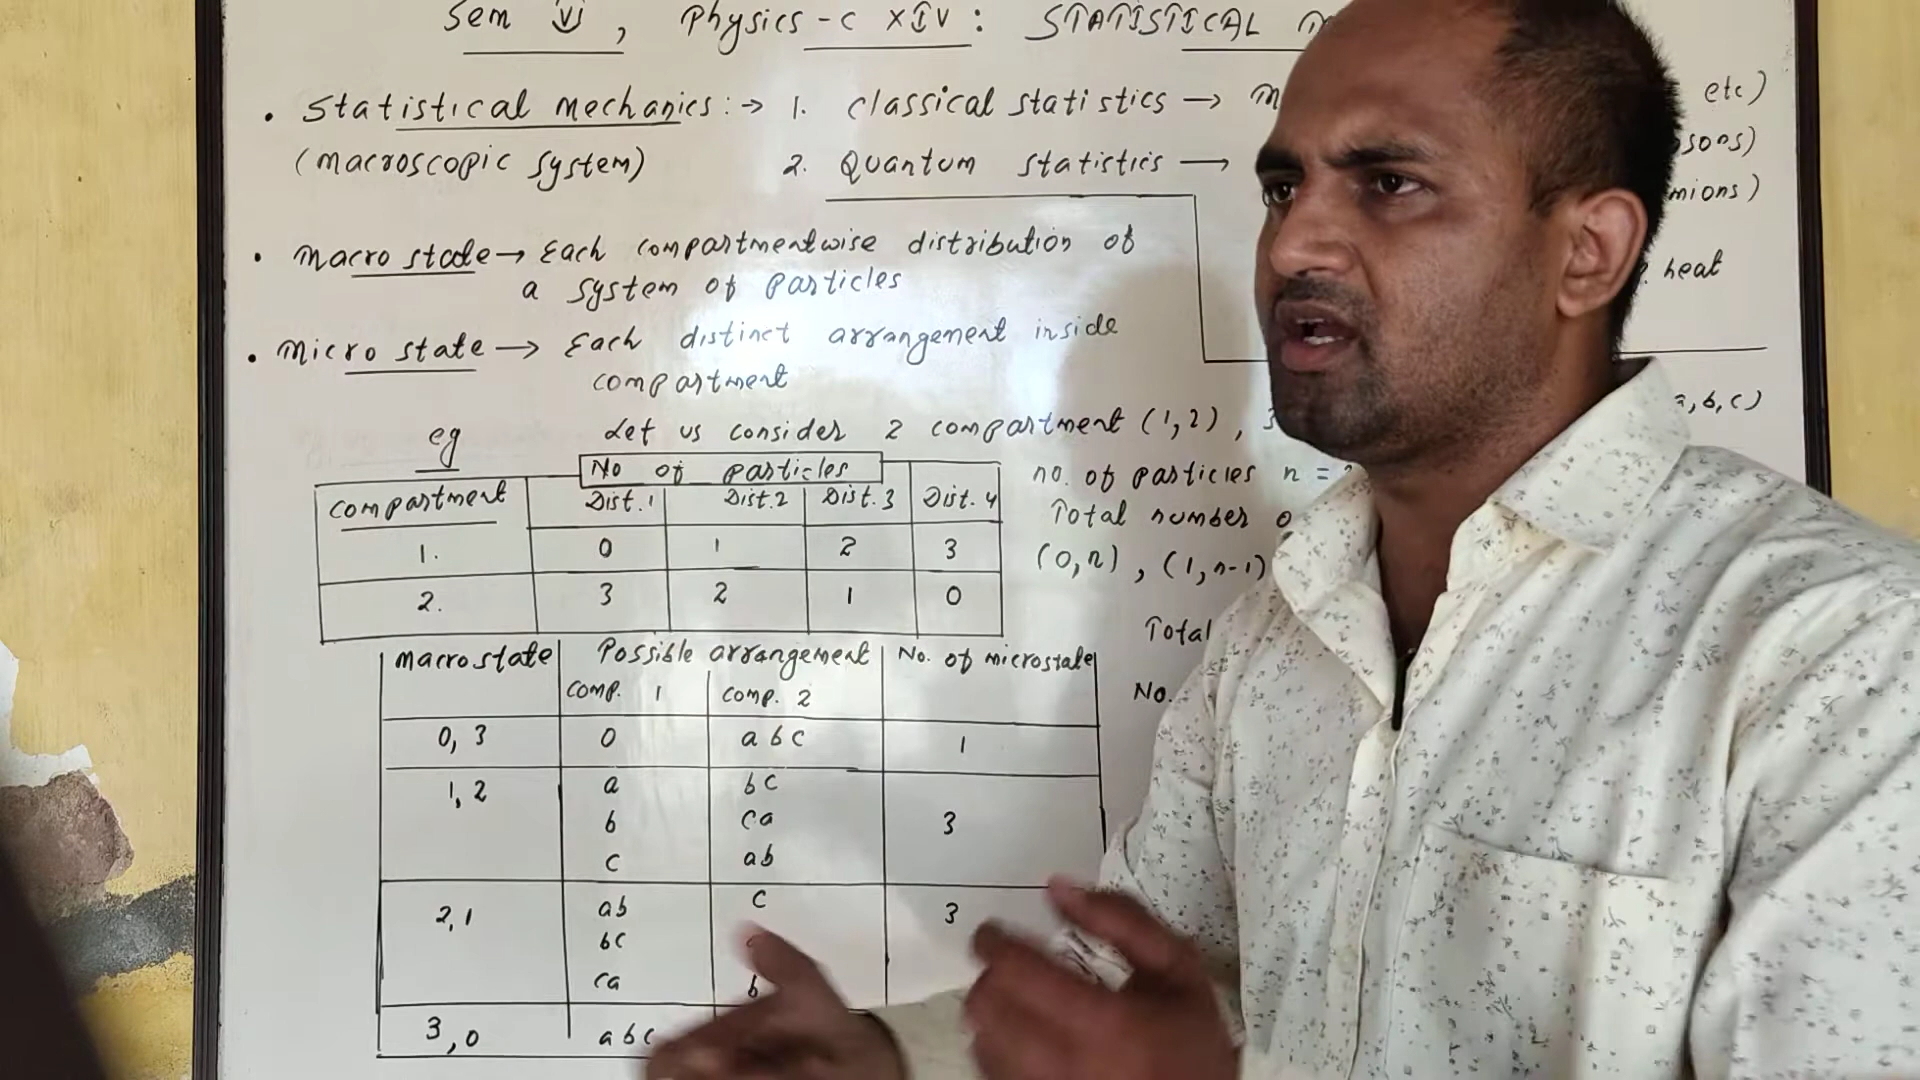 Sem VI, Physics-C XIV: STATISTICAL
• Statistical mechanics :→ 1. Classical statistics → etc)
(macroscopic system) 2. Quantum statistics →
• Macro state → Each compartmentwise distribution of
a system of particles
heat
• Micro state → Each distinct arrangement inside
compartment
eg Let us consider 2 compartment (1,2), b, c)
No of particles
compartment Dist. 1 Dist. 2 Dist. 3 Dist. 4
1. 0 1 2 3
2. 3 2 1 0
no. of particles n =
Total number
(0,n), (1,n-1)
Total
No.
macrostate Possible arrangement No. of microstate
comp. 1 comp. 2
0, 3 0 a b c 1
1, 2 a bc 3
b ca
c ab
2,1 ab c 3
bc
ca b
3,0 abc